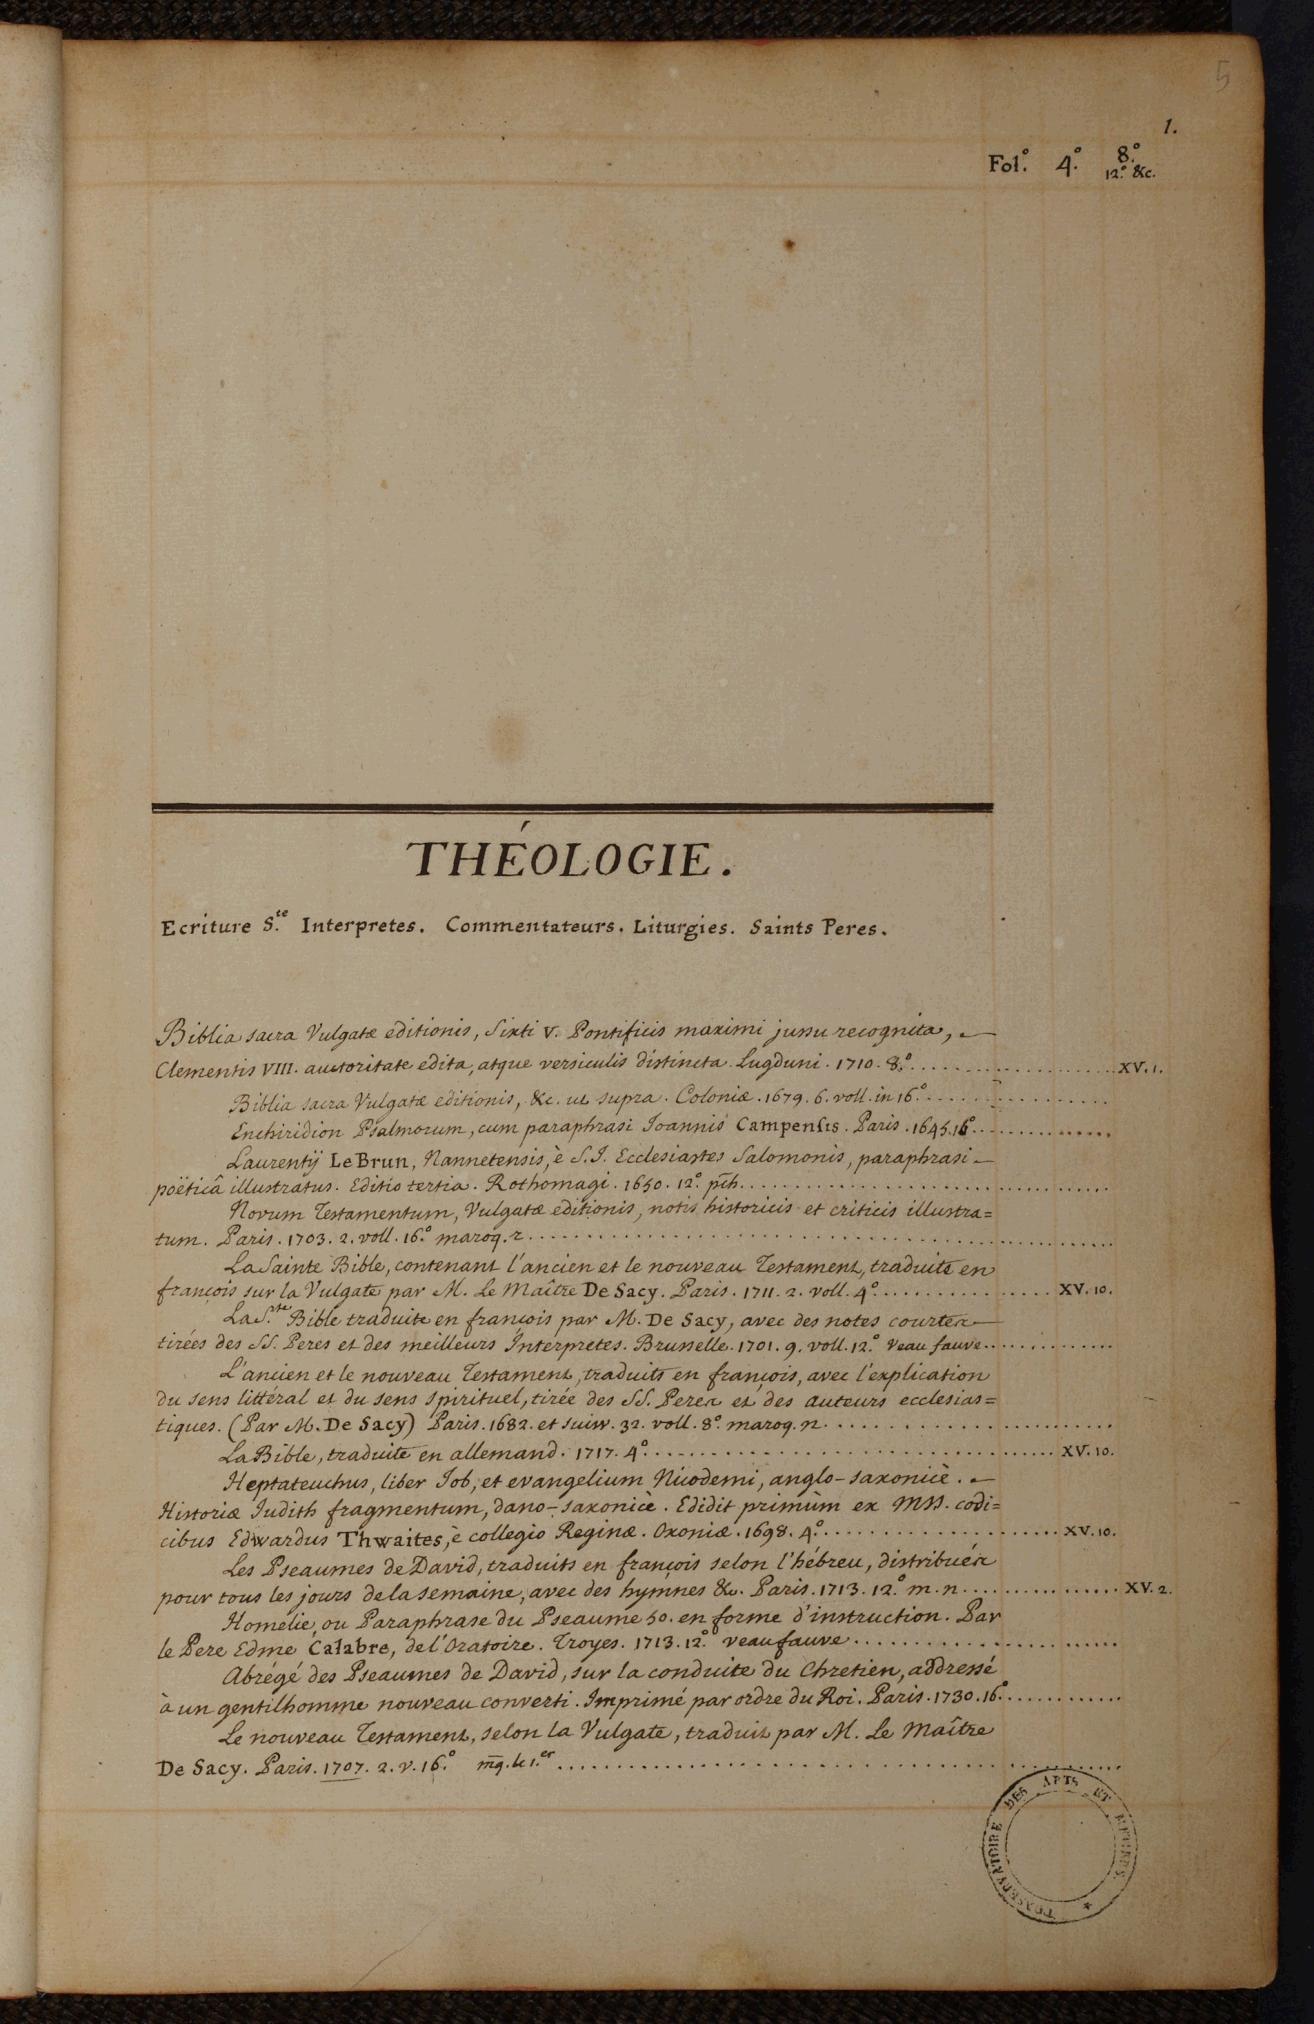 5
1.
Fol.° 4.° 8.°
12.° &c.
THÉOLOGIE.
Ecriture S.te Interpretes. Commentateurs. Liturgies. Saints Peres.
Biblia sacra Vulgatæ editionis, Sixti V. Pontificis maximi jussu recognita,
Clementis VIII. auctoritate edita, atque versiculis distincta. Lugduni. 1710. 8.° XV. 1.
Biblia sacra Vulgatæ editionis, &c. ut supra. Coloniæ. 1679. 6. voll. in 16.°
Enchiridion Psalmorum, cum paraphrasi Joannis Campensis. Paris. 1645. 16.°
Laurentij Le Brun, Nannetensis, è S.J. Ecclesiastes Salomonis, paraphrasi
poëticâ illustratus. Editio tertia. Rothomagi. 1650. 12.° pch.
Novum Testamentum, Vulgatæ editionis, notis historicis et criticis illustra=
tum. Paris. 1703. 2. voll. 16.° maroq. r.
La Sainte Bible, contenant l'ancien et le nouveau Testament, traduite en
françois sur la Vulgate par M. Le Maître De Sacy. Paris. 1711. 2. voll. 4.° XV. 10.
La S.te Bible traduite en françois par M. De Sacy, avec des notes courtes
tirées des SS. Peres et des meilleurs Interpretes. Brusselle. 1701. 9. voll. 12.° veau fauve.
L'ancien et le nouveau Testament, traduits en françois, avec l'explication
du sens littéral et du sens spirituel, tirée des SS. Peres et des auteurs ecclesias=
tiques. (Par M. De Sacy) Paris. 1682. et suiv. 32. voll. 8.° maroq. n.
La Bible, traduite en allemand. 1717. 4.° XV. 10.
Heptateuchus, liber Job, et evangelium Nicodemi, anglo-saxonicè.
Historiæ Judith fragmentum, dano-saxonicè. Edidit primùm ex MSS. codi=
cibus Edwardus Thwaites, è collegio Reginæ. Oxoniæ. 1698. 4.° XV. 10.
Les Pseaumes de David, traduits en françois selon l'hébreu, distribués
pour tous les jours de la semaine, avec des hymnes &c. Paris. 1713. 12.° m. n. XV. 2.
Homelie, ou Paraphrase du Pseaume 50. en forme d'instruction. Par
le Pere Edme Calabre, de l'Oratoire. Troyes. 1713. 12.° veau fauve
Abrégé des Pseaumes de David, sur la conduite du Chretien, addressé
à un gentilhomme nouveau converti. Imprimé par ordre du Roi. Paris. 1730. 16.°
Le nouveau Testament, selon la Vulgate, traduit par M. Le Maître
De Sacy. Paris. 1707. 2. v. 16.° mq. le 1.er
CONSERVATOIRE DES ARTS ET METIERS